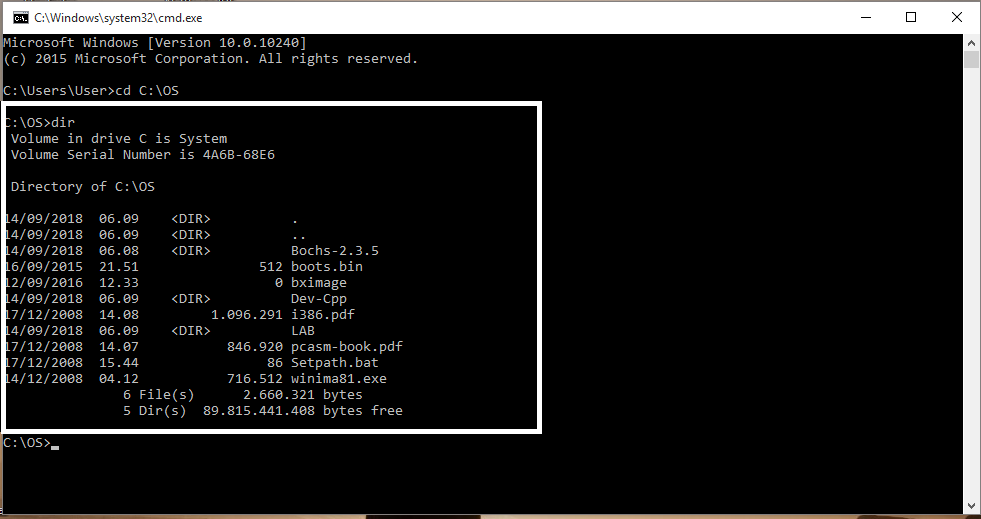 C:\Windows\system32\cmd.exe
Microsoft Windows [Version 10.0.10240]
(c) 2015 Microsoft Corporation. All rights reserved.
C:\Users\User>cd C:\OS
C:\OS>dir
Volume in drive C is System
Volume Serial Number is 4A6B-68E6
Directory of C:\OS
14/09/2018  06.09    <DIR>          .
14/09/2018  06.09    <DIR>          ..
14/09/2018  06.08    <DIR>          Bochs-2.3.5
16/09/2015  21.51               512 boots.bin
12/09/2016  12.33                 0 bximage
14/09/2018  06.09    <DIR>          Dev-Cpp
17/12/2008  14.08         1.096.291 i386.pdf
14/09/2018  06.09    <DIR>          LAB
17/12/2008  14.07           846.920 pcasm-book.pdf
17/12/2008  15.44                86 Setpath.bat
14/12/2008  04.12           716.512 winima81.exe
6 File(s)      2.660.321 bytes
5 Dir(s)  89.815.441.408 bytes free
C:\OS>